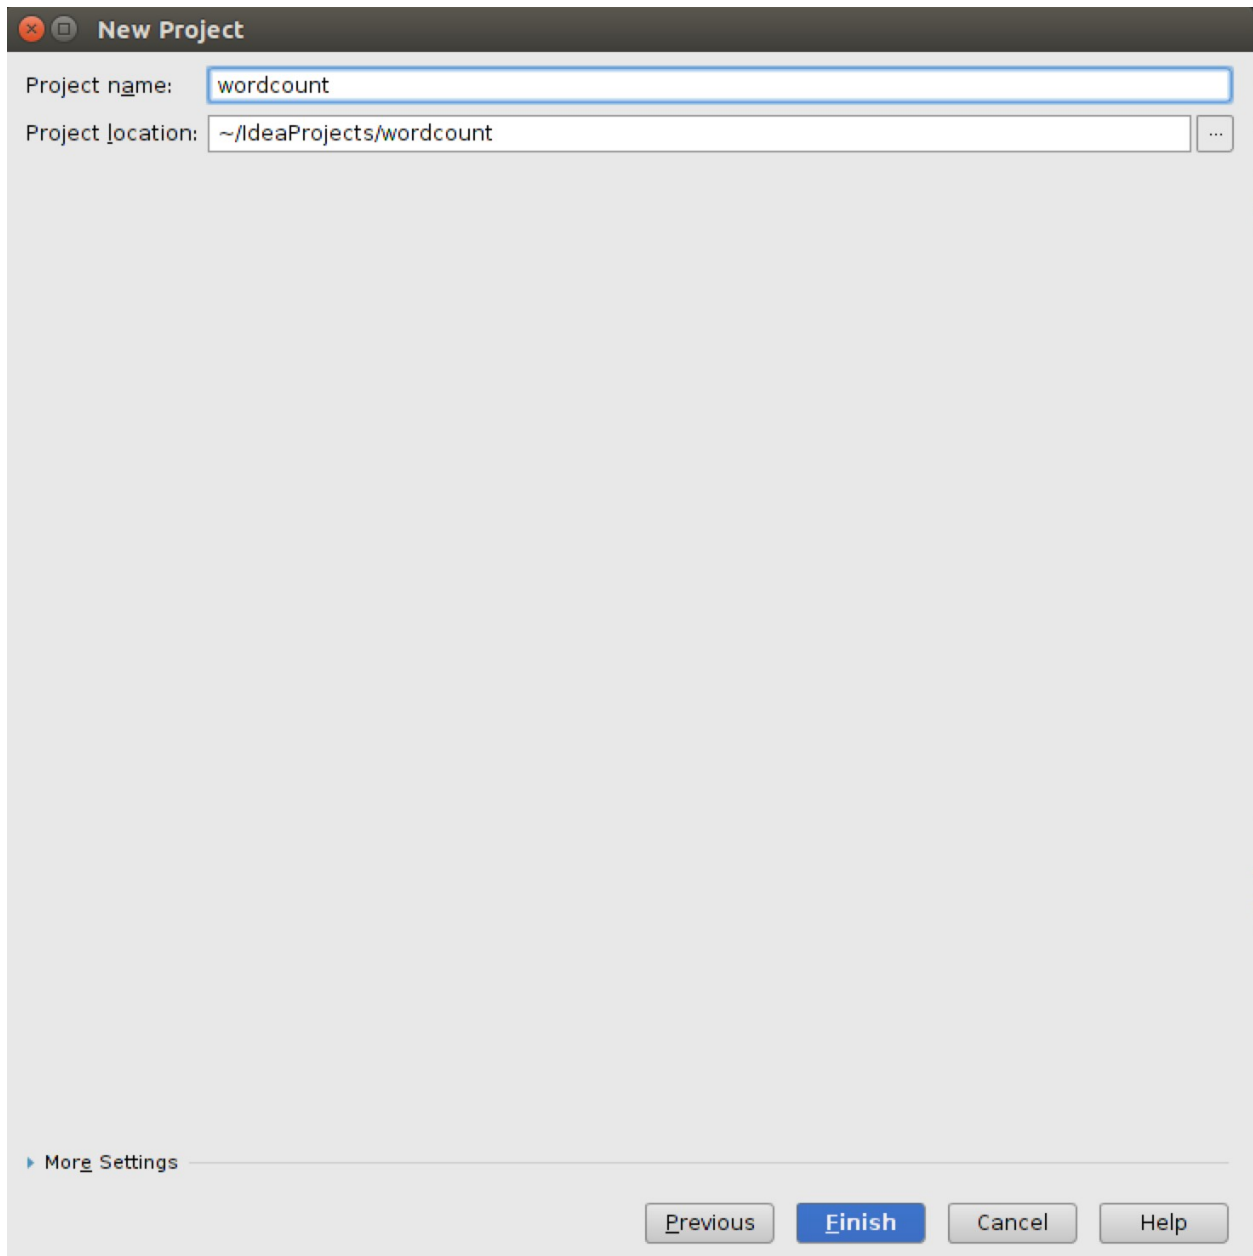 New Project
Project name: wordcount
Project location: ~/IdeaProjects/wordcount ...
More Settings
Previous Finish Cancel Help